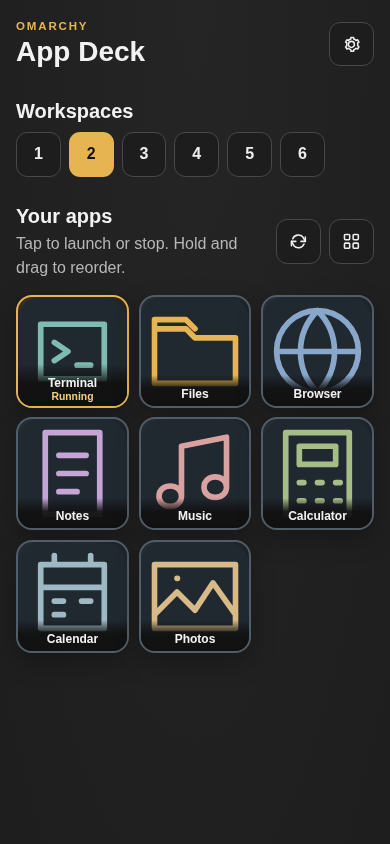 OMARCHY
App Deck
Workspaces
1 2 3 4 5 6
Your apps
Tap to launch or stop. Hold and
drag to reorder.
Terminal
Running
Files
Browser
Notes
Music
Calculator
Calendar
Photos